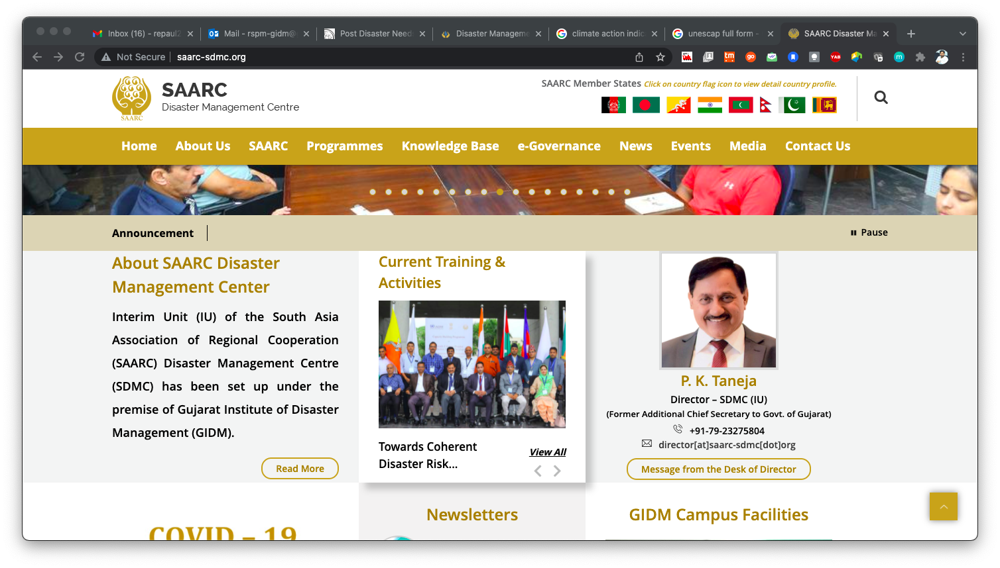 Inbox (16) - repaul2
Mail - rspm-gidm@
Post Disaster Need
Disaster Manageme
climate action indic
unescap full form -
SAARC Disaster Ma
Not Secure
saarc-sdmc.org
tm
go
YAB
m
SAARC
SAARC
Disaster Management Centre
SAARC Member States Click on country flag icon to view detail country profile.
Home About Us SAARC Programmes Knowledge Base e-Governance News Events Media Contact Us
Announcement
Pause
About SAARC Disaster
Management Center
Interim Unit (IU) of the South Asia
Association of Regional Cooperation
(SAARC) Disaster Management Centre
(SDMC) has been set up under the
premise of Gujarat Institute of Disaster
Management (GIDM).
Read More
Current Training &
Activities
Towards Coherent
Disaster Risk...
View All
P. K. Taneja
Director – SDMC (IU)
(Former Additional Chief Secretary to Govt. of Gujarat)
+91-79-23275804
director[at]saarc-sdmc[dot]org
Message from the Desk of Director
COVID – 19
Newsletters
GIDM Campus Facilities